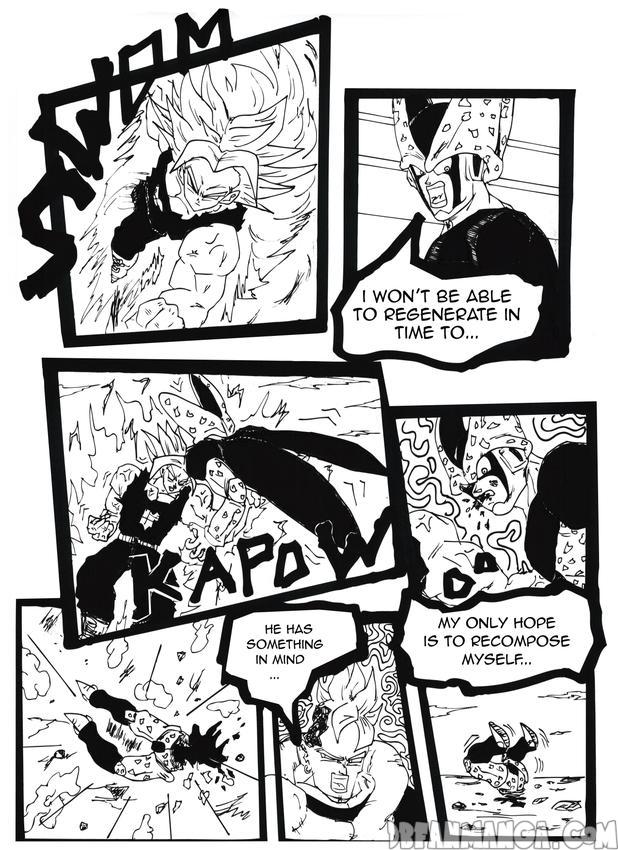 SWOOM
I WON'T BE ABLE
TO REGENERATE IN
TIME TO...
KAPOW
MY ONLY HOPE
IS TO RECOMPOSE
MYSELF...
HE HAS
SOMETHING
IN MIND
...
DBFANMANGA.COM